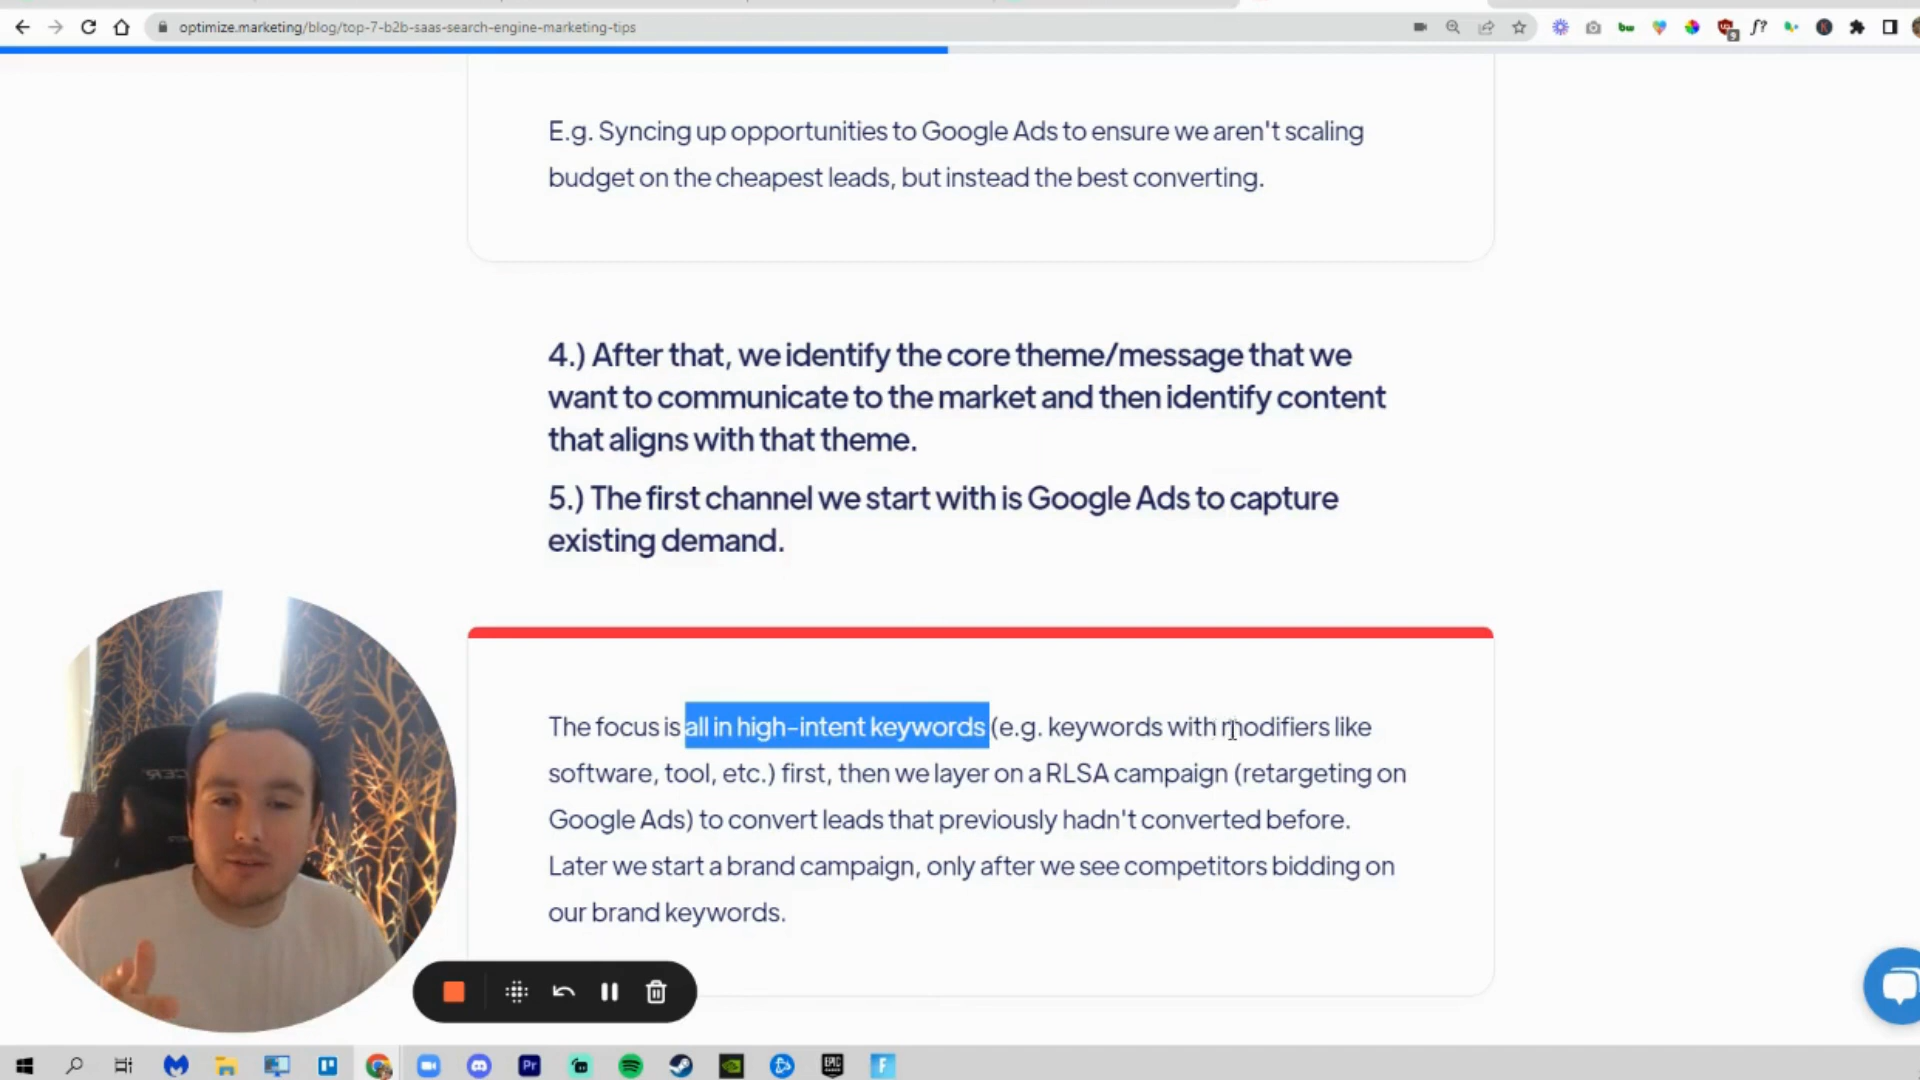 optimize.marketing/blog/top-7-b2b-saas-search-engine-marketing-tips
E.g. Syncing up opportunities to Google Ads to ensure we aren't scaling
budget on the cheapest leads, but instead the best converting.
4.) After that, we identify the core theme/message that we
want to communicate to the market and then identify content
that aligns with that theme.
5.) The first channel we start with is Google Ads to capture
existing demand.
The focus is all in high-intent keywords (e.g. keywords with modifiers like
software, tool, etc.) first, then we layer on a RLSA campaign (retargeting on
Google Ads) to convert leads that previously hadn't converted before.
Later we start a brand campaign, only after we see competitors bidding on
our brand keywords.